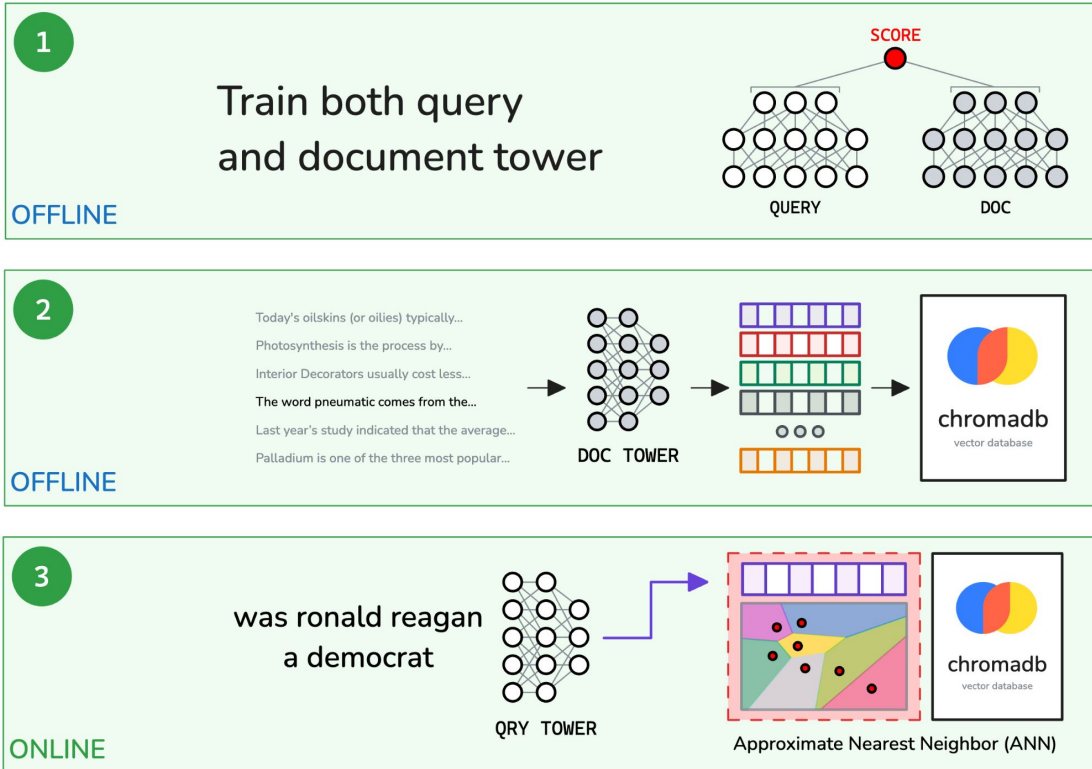 1
SCORE
Train both query
and document tower
QUERY
DOC
OFFLINE
2
Today's oilskins (or oilies) typically...
Photosynthesis is the process by...
Interior Decorators usually cost less...
The word pneumatic comes from the...
Last year's study indicated that the average...
Palladium is one of the three most popular...
DOC TOWER
chromadb
vector database
OFFLINE
3
was ronald reagan
a democrat
QRY TOWER
chromadb
vector database
Approximate Nearest Neighbor (ANN)
ONLINE